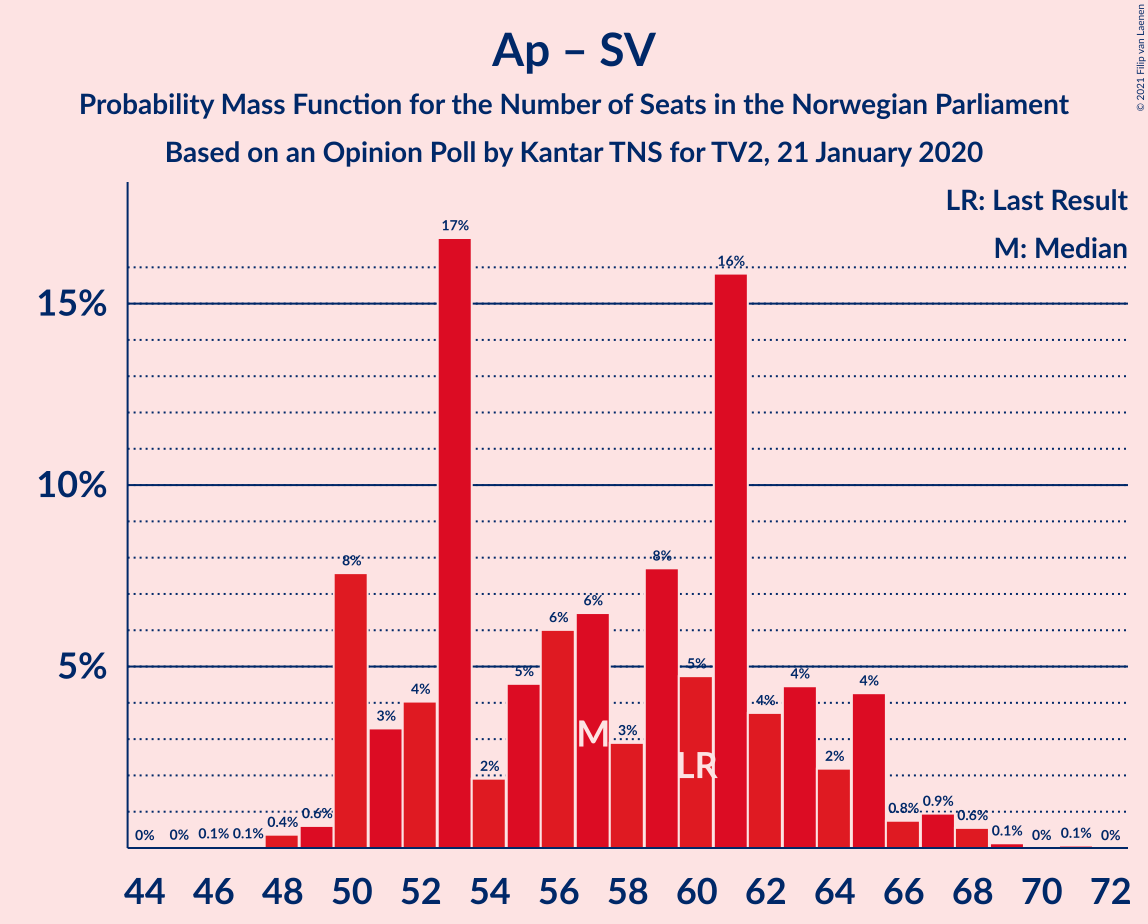 Ap – SV
Probability Mass Function for the Number of Seats in the Norwegian Parliament
Based on an Opinion Poll by Kantar TNS for TV2, 21 January 2020
© 2021 Filip van Laenen
LR: Last Result
M: Median
15%
10%
5%
0% 0% 0.1% 0.1% 0.4% 0.6% 8% 3% 4% 17% 2% 5% 6% 6% 3% 8% 5% 16% 4% 4% 2% 4% 0.8% 0.9% 0.6% 0.1% 0% 0.1% 0%
M
LR
44 46 48 50 52 54 56 58 60 62 64 66 68 70 72